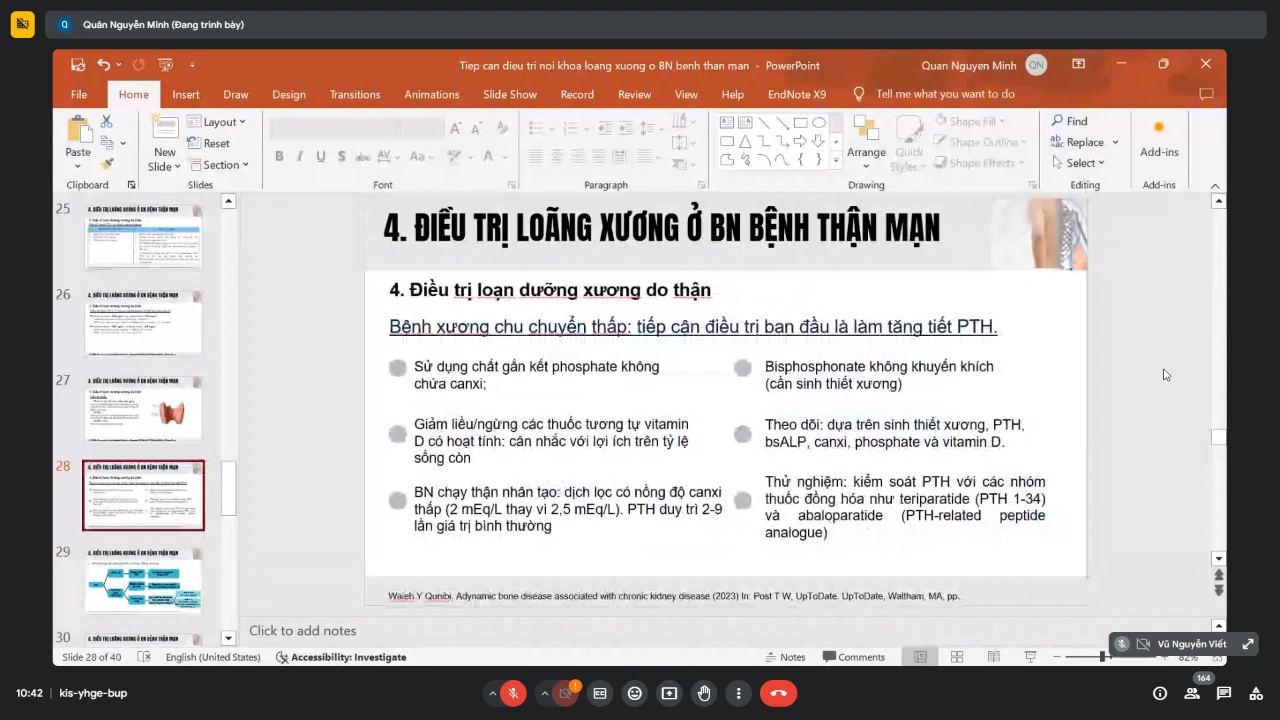 Quân Nguyễn Minh (Đang trình bày)
Tiep can dieu tri noi khoa loang xuong o BN benh than man - PowerPoint
Quan Nguyen Minh QN
File Home Insert Draw Design Transitions Animations Slide Show Record Review View Help EndNote X9 Tell me what you want to do
Paste
New Slide
Layout
Reset
Section
Arrange
Quick Styles
Shape Fill
Shape Outline
Shape Effects
Find
Replace
Select
Add-ins
Clipboard Slides Font Paragraph Drawing Editing Add-ins
25
26
27
28
29
30
4. ĐIỀU TRỊ LOÃNG XƯƠNG Ở BN BỆNH THẬN MẠN
4. Điều trị loạn dưỡng xương do thận
Bệnh xương chu chuyển thấp: tiếp cận điều trị ban đầu là làm tăng tiết PTH.
Sử dụng chất gắn kết phosphate không
chứa canxi;
Giảm liều/ngừng các thuốc tương tự vitamin
D có hoạt tính: cân nhắc với lợi ích trên tỷ lệ
sống còn
BN chạy thận nhân tạo: dịch lọc có nồng độ canxi
thấp (2 mEq/L thay vì 2,5 mEq/L). PTH duy trì 2-9
lần giá trị bình thường
Bisphosphonate không khuyến khích
(cần sinh thiết xương)
Theo dõi: dựa trên sinh thiết xương, PTH,
bsALP, canxi, phosphate và vitamin D.
Thử nghiệm kiểm soát PTH với các nhóm
thuốc đồng hóa như teriparatide (PTH 1-34)
và abaloparatide (PTH-related peptide
analogue)
Wajeh Y Qunibi. Adynamic bone disease associated with chronic kidney disease (2023) In: Post T W, UpToDate. UpToDate, Waltham, MA, pp.
Click to add notes
Vũ Nguyễn Viết
Slide 28 of 40 English (United States) Accessibility: Investigate Notes Comments 82%
10:42 kis-yhge-bup
164